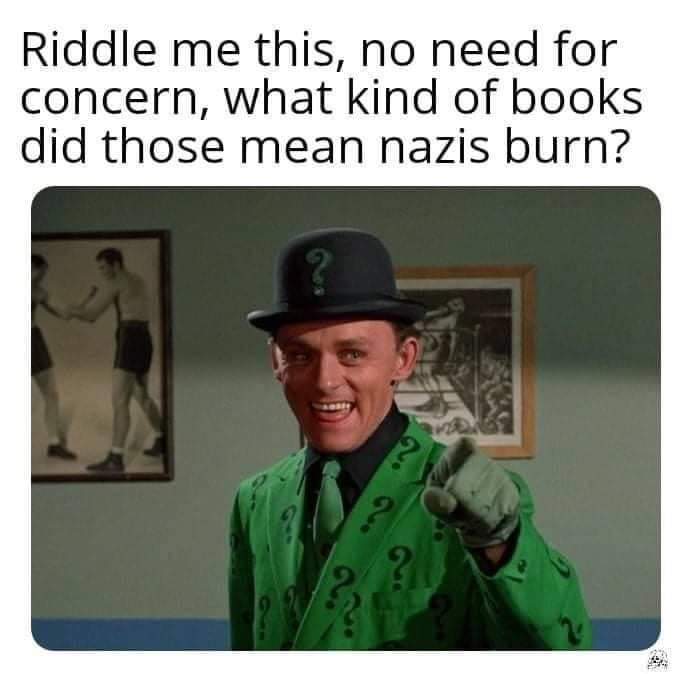 Riddle me this, no need for
concern, what kind of books
did those mean nazis burn?